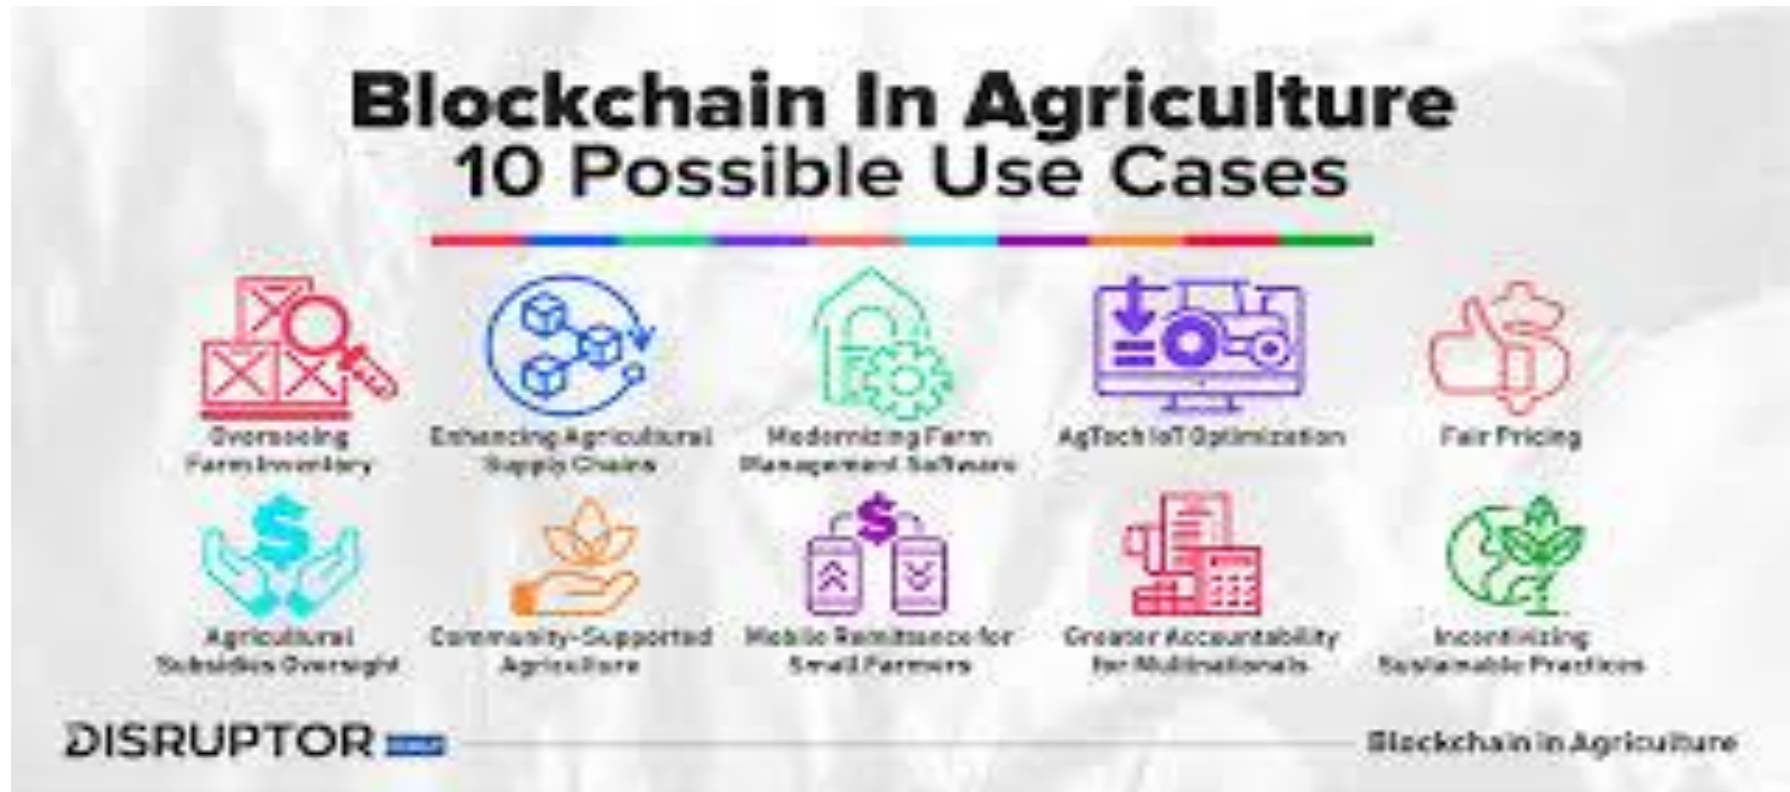 Blockchain In Agriculture
10 Possible Use Cases
Overseeing
Farm Inventory
Enhancing Agricultural
Supply Chains
Modernizing Farm
Management Software
AgTech IoT Optimization
Fair Pricing
Agricultural
Subsidies Oversight
Community-Supported
Agriculture
Mobile Remittance for
Small Farmers
Greater Accountability
for Multinationals
Incentivizing
Sustainable Practices
DISRUPTOR
Blockchain in Agriculture